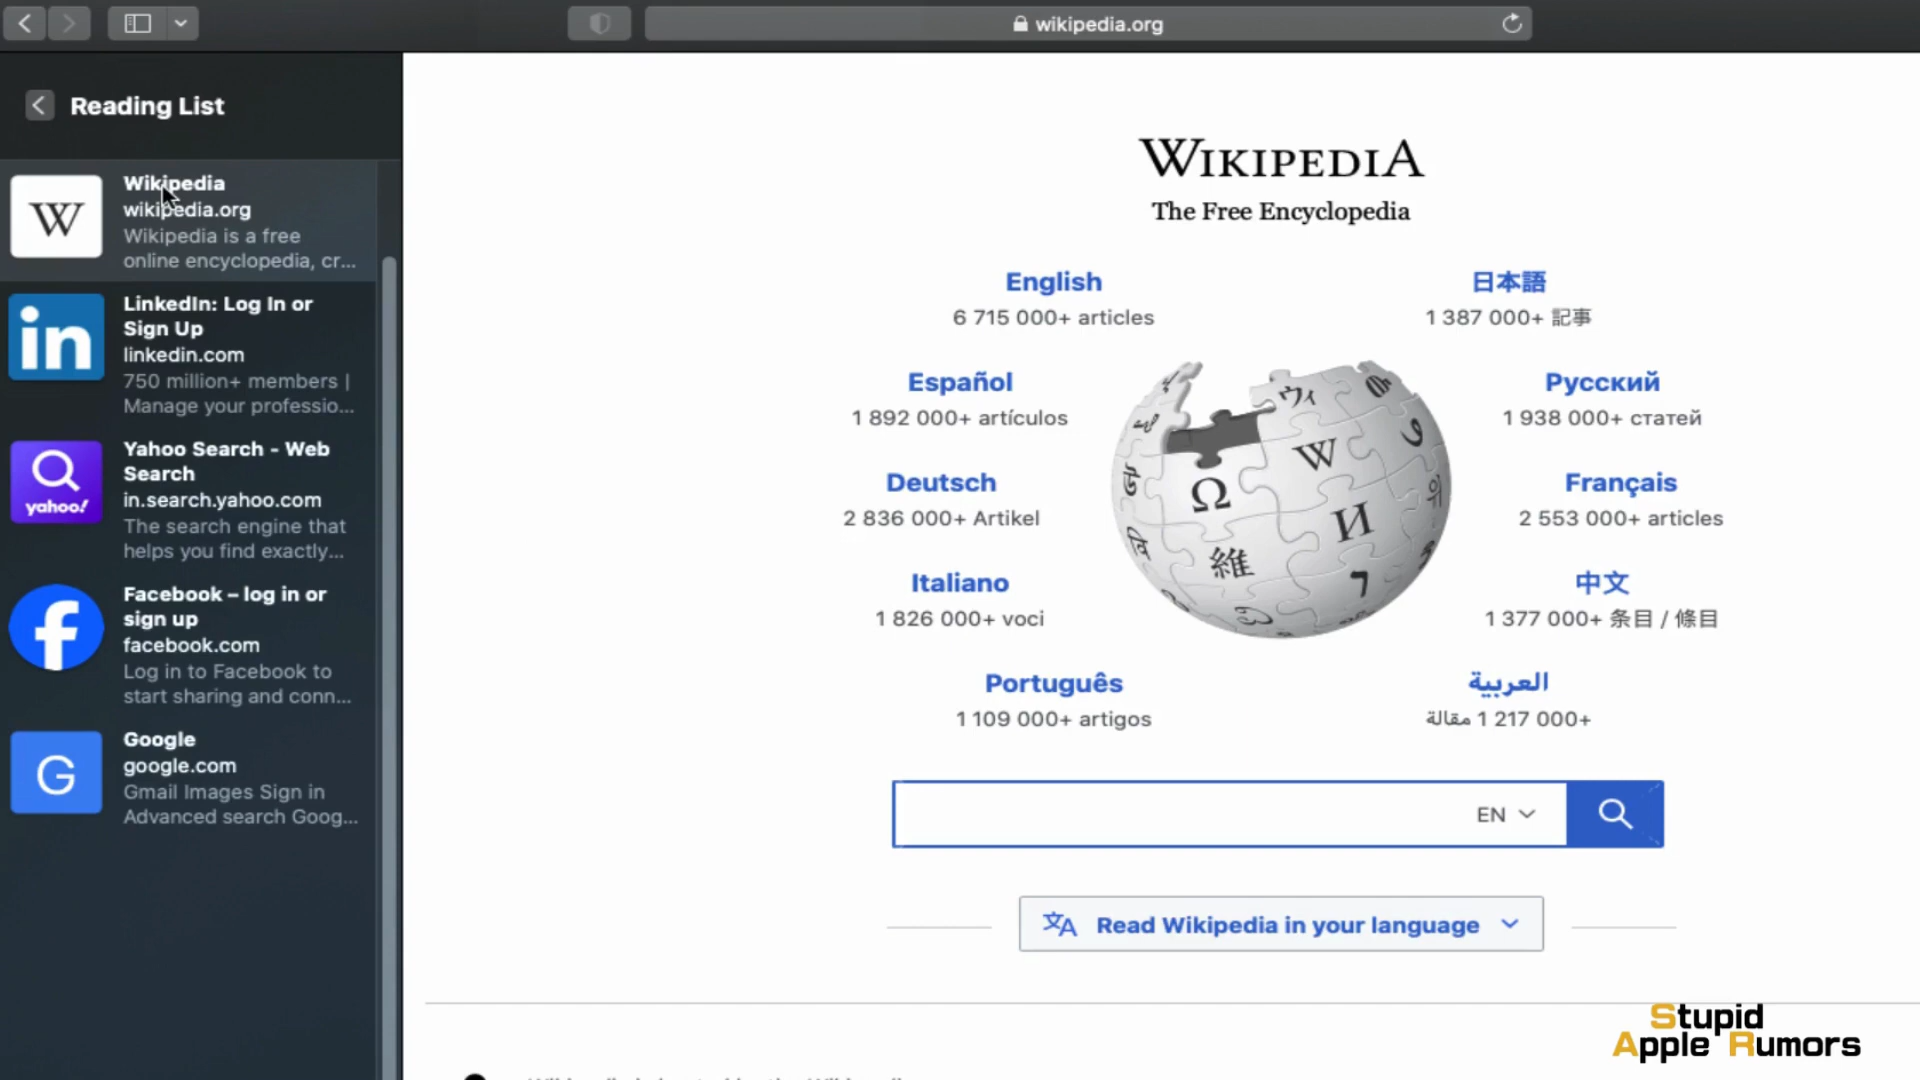 wikipedia.org
Reading List
Wikipedia
wikipedia.org
Wikipedia is a free
online encyclopedia, cr...
LinkedIn: Log In or
Sign Up
linkedin.com
750 million+ members |
Manage your professio...
Yahoo Search - Web
Search
in.search.yahoo.com
The search engine that
helps you find exactly...
Facebook – log in or
sign up
facebook.com
Log in to Facebook to
start sharing and conn...
Google
google.com
Gmail Images Sign in
Advanced search Goog...
W
in
yahoo!
f
G
WIKIPEDIA
The Free Encyclopedia
English
6 715 000+ articles
日本語
1 387 000+ 記事
Español
1 892 000+ artículos
Русский
1 938 000+ статей
Deutsch
2 836 000+ Artikel
Français
2 553 000+ articles
Italiano
1 826 000+ voci
中文
1 377 000+ 条目 / 條目
Português
1 109 000+ artigos
العربية
1 217 000+ مقالة
Ω
W
И
維
ウィ
EN
Read Wikipedia in your language
Stupid
Apple Rumors